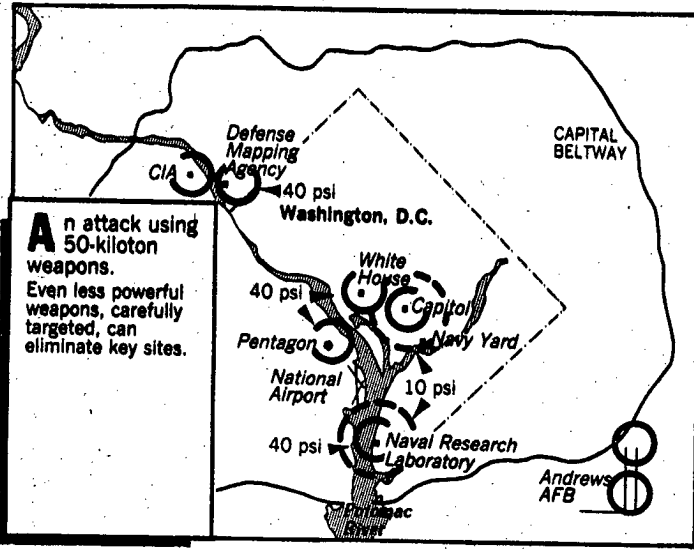 Defense
Mapping
Agency
CIA
40 psi
Washington, D.C.
CAPITAL
BELTWAY
An attack using
50-kiloton
weapons.
Even less powerful
weapons, carefully
targeted, can
eliminate key sites.
White
House
40 psi
Capitol
Pentagon
Navy Yard
National
Airport
10 psi
40 psi
Naval Research
Laboratory
Andrews
AFB
Potomac
River